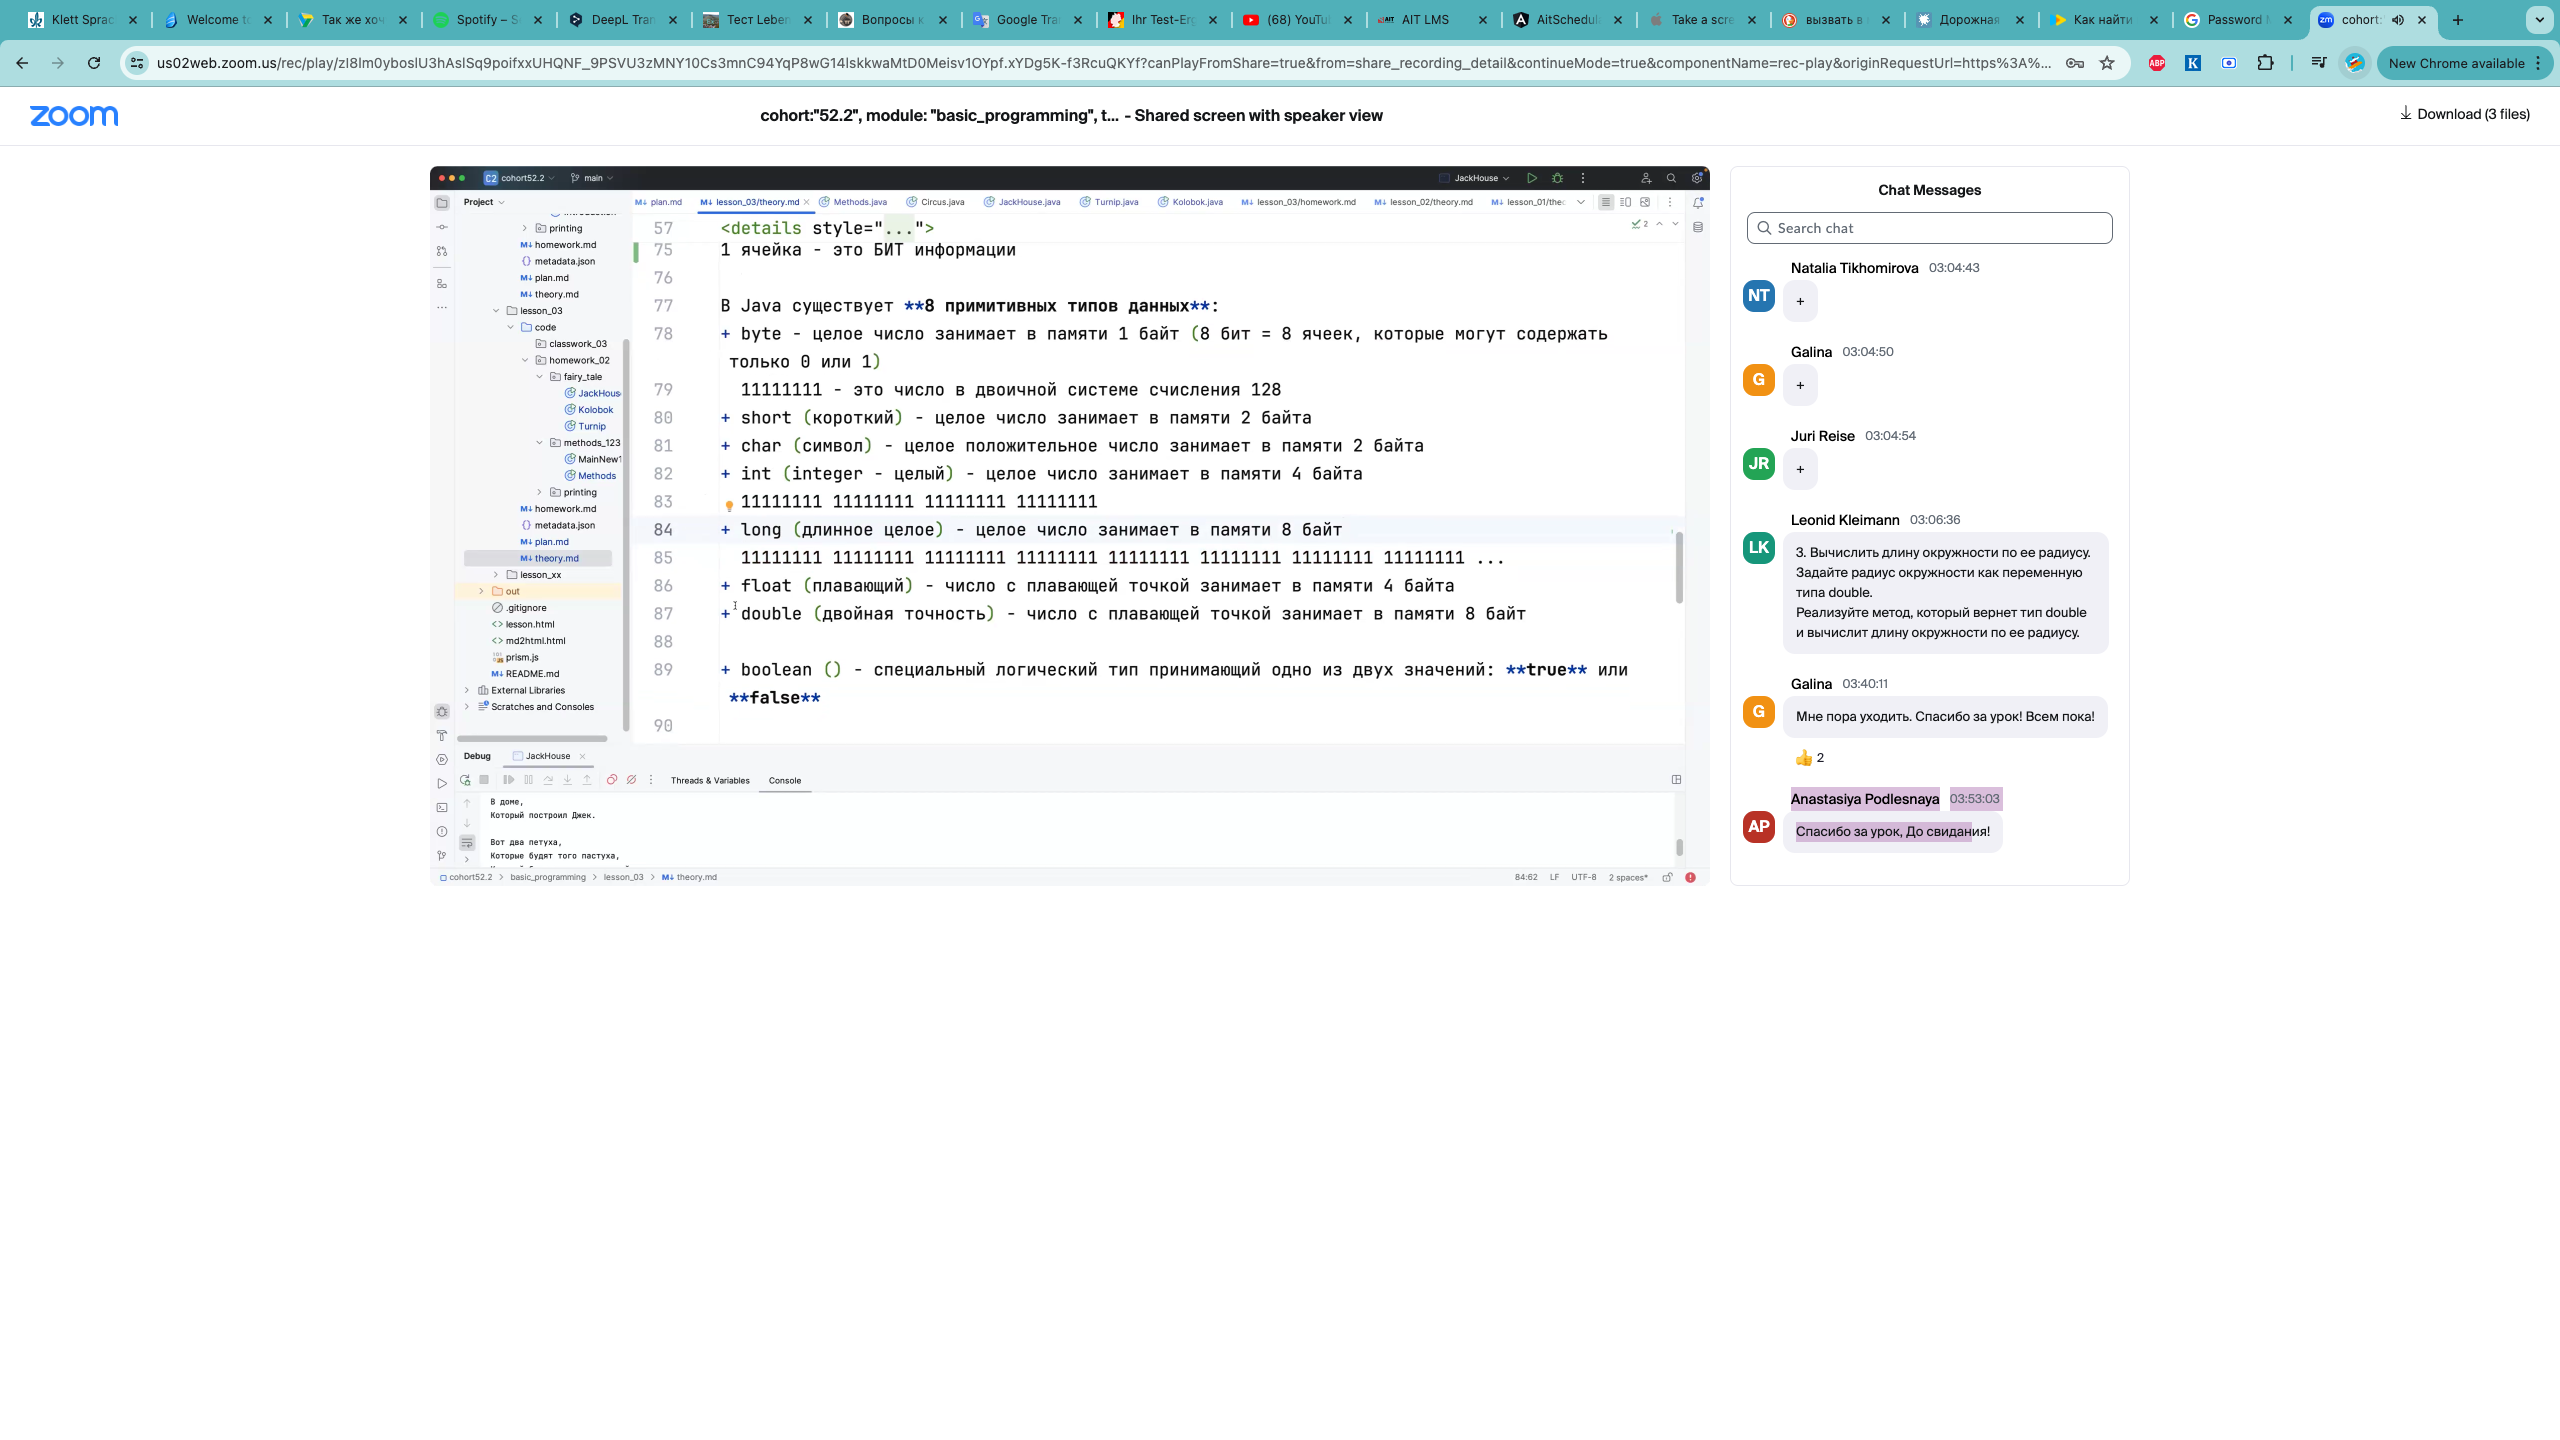 Klett Sprac
Welcome to
Так же хоч
Spotify – S
DeepL Tran
Тест Leben
Вопросы к
Google Tra
Ihr Test-Erg
(68) YouTu
AIT LMS
AitSchedul
Take a scre
вызвать в
Дорожная
Как найти
Password
cohort:
us02web.zoom.us/rec/play/zI8Im0yboslU3hAslSq9poifxxUHQNF_9PSVU3zMNY10Cs3mnC94YqP8wG14lskkwaMtD0Meisv1OYpf.xYDg5K-f3RcuQKYf?canPlayFromShare=true&from=share_recording_detail&continueMode=true&componentName=rec-play&originRequestUrl=https%3A%...
ABP
K
New Chrome available
zoom
cohort:"52.2", module: "basic_programming", t... - Shared screen with speaker view
Download (3 files)
C2 cohort52.2 main
JackHouse
Project
plan.md
lesson_03/theory.md
Methods.java
Circus.java
JackHouse.java
Turnip.java
Kolobok.java
lesson_03/homework.md
lesson_02/theory.md
lesson_01/theo
printing
homework.md
metadata.json
plan.md
theory.md
lesson_03
code
classwork_03
homework_02
fairy_tale
JackHous
Kolobok
Turnip
methods_123
MainNew1
Methods
printing
homework.md
metadata.json
plan.md
theory.md
lesson_xx
out
.gitignore
lesson.html
md2html.html
prism.js
README.md
External Libraries
Scratches and Consoles
57 <details style="...">
2
75 1 ячейка - это БИТ информации
76
77 В Java существует **8 примитивных типов данных**:
78 + byte - целое число занимает в памяти 1 байт (8 бит = 8 ячеек, которые могут содержать
только 0 или 1)
79 11111111 - это число в двоичной системе счисления 128
80 + short (короткий) - целое число занимает в памяти 2 байта
81 + char (символ) - целое положительное число занимает в памяти 2 байта
82 + int (integer - целый) - целое число занимает в памяти 4 байта
83 11111111 11111111 11111111 11111111
84 + long (длинное целое) - целое число занимает в памяти 8 байт
85 11111111 11111111 11111111 11111111 11111111 11111111 11111111 11111111 ...
86 + float (плавающий) - число с плавающей точкой занимает в памяти 4 байта
87 + double (двойная точность) - число с плавающей точкой занимает в памяти 8 байт
88
89 + boolean () - специальный логический тип принимающий одно из двух значений: **true** или
**false**
90
Debug
JackHouse
Threads & Variables
Console
В доме,
Который построил Джек.
Вот два петуха,
Которые будят того пастуха,
cohort52.2 > basic_programming > lesson_03 > theory.md
84:62 LF UTF-8 2 spaces*
Chat Messages
Search chat
Natalia Tikhomirova 03:04:43
NT
+
Galina 03:04:50
G
+
Juri Reise 03:04:54
JR
+
Leonid Kleimann 03:06:36
LK
3. Вычислить длину окружности по ее радиусу.
Задайте радиус окружности как переменную
типа double.
Реализуйте метод, который вернет тип double
и вычислит длину окружности по ее радиусу.
Galina 03:40:11
G
Мне пора уходить. Спасибо за урок! Всем пока!
2
Anastasiya Podlesnaya 03:53:03
AP
Спасибо за урок, До свидания!